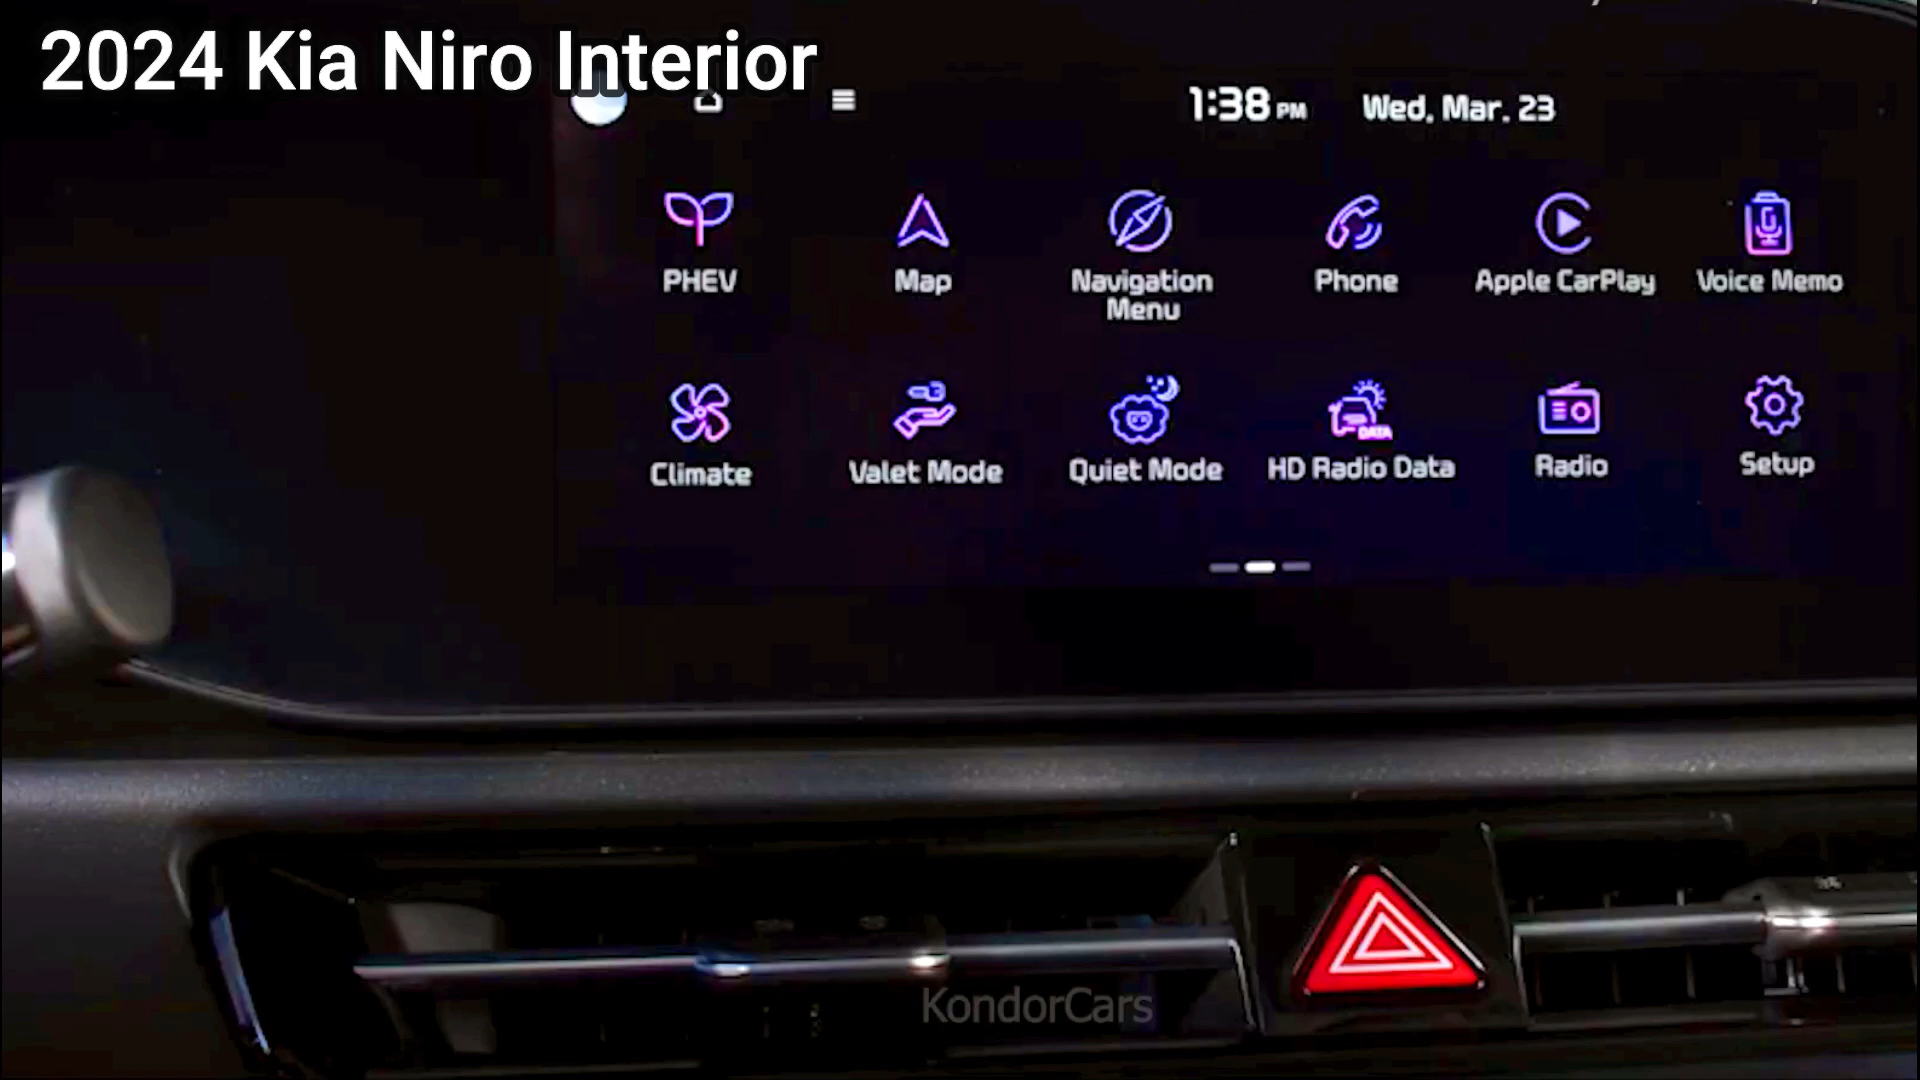 2024 Kia Niro Interior
1:38 PM Wed, Mar. 23
PHEV
Map
Navigation
Menu
Phone
Apple CarPlay
Voice Memo
Climate
Valet Mode
Quiet Mode
DATA
HD Radio Data
Radio
Setup
KondorCars